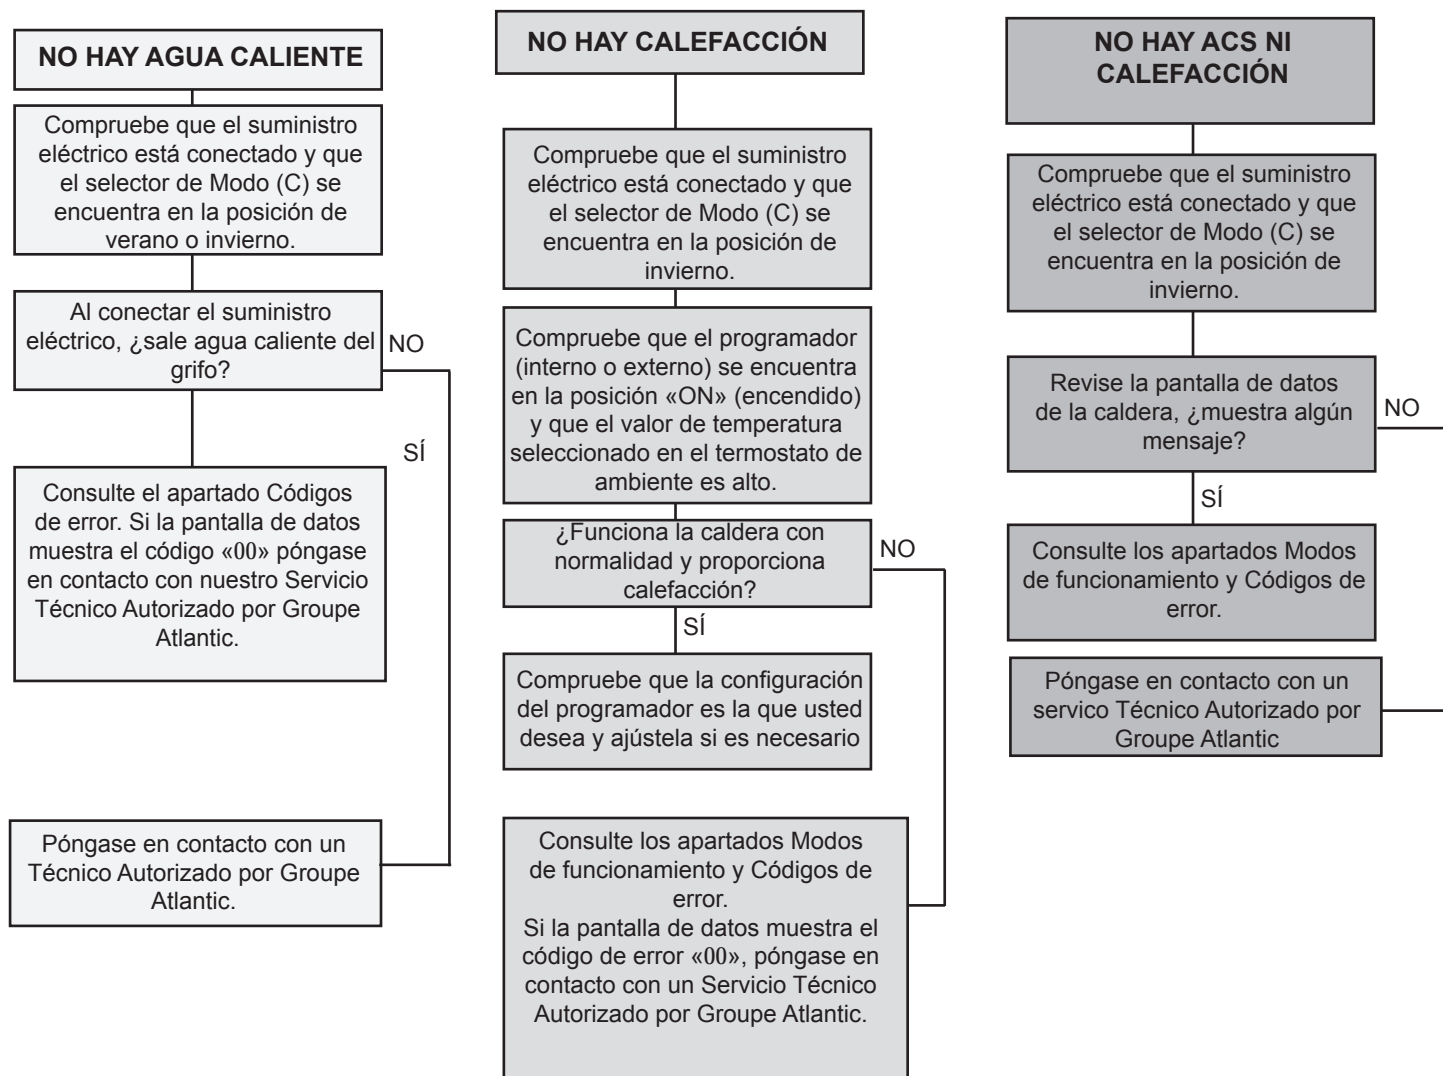 NO HAY AGUA CALIENTE
Compruebe que el suministro
eléctrico está conectado y que
el selector de Modo (C) se
encuentra en la posición de
verano o invierno.
Al conectar el suministro
eléctrico, ¿sale agua caliente del
grifo?
NO
SÍ
Consulte el apartado Códigos
de error. Si la pantalla de datos
muestra el código «00» póngase
en contacto con nuestro Servicio
Técnico Autorizado por Groupe
Atlantic.
Póngase en contacto con un
Técnico Autorizado por Groupe
Atlantic.
NO HAY CALEFACCIÓN
Compruebe que el suministro
eléctrico está conectado y que
el selector de Modo (C) se
encuentra en la posición de
invierno.
Compruebe que el programador
(interno o externo) se encuentra
en la posición «ON» (encendido)
y que el valor de temperatura
seleccionado en el termostato de
ambiente es alto.
¿Funciona la caldera con
normalidad y proporciona
calefacción?
NO
SÍ
Compruebe que la configuración
del programador es la que usted
desea y ajústela si es necesario
Consulte los apartados Modos
de funcionamiento y Códigos de
error.
Si la pantalla de datos muestra el
código de error «00», póngase en
contacto con un Servicio Técnico
Autorizado por Groupe Atlantic.
NO HAY ACS NI
CALEFACCIÓN
Compruebe que el suministro
eléctrico está conectado y que
el selector de Modo (C) se
encuentra en la posición de
invierno.
Revise la pantalla de datos
de la caldera, ¿muestra algún
mensaje?
NO
SÍ
Consulte los apartados Modos
de funcionamiento y Códigos de
error.
Póngase en contacto con un
servico Técnico Autorizado por
Groupe Atlantic